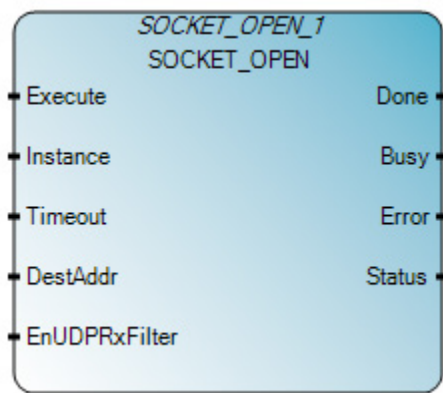 SOCKET_OPEN_1
SOCKET_OPEN
Execute Done
Instance Busy
Timeout Error
DestAddr Status
EnUDPRxFilter